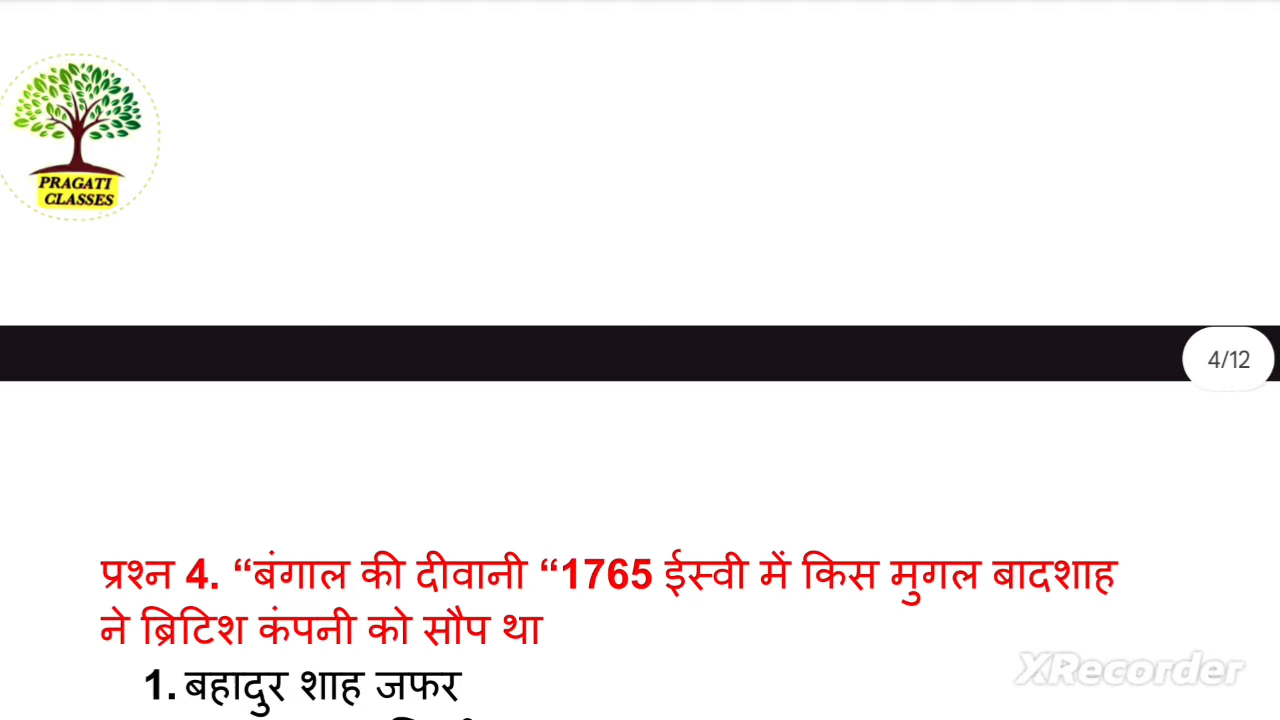 PRAGATI
CLASSES
4/12
प्रश्न 4. “बंगाल की दीवानी “1765 ईस्वी में किस मुगल बादशाह
ने ब्रिटिश कंपनी को सौप था
1. बहादुर शाह जफर
XRecorder